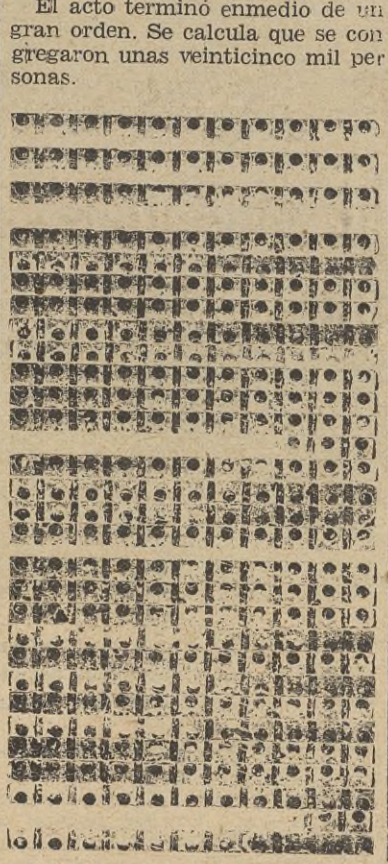 El acto terminó enmedio de un
gran orden. Se calcula que se con
gregaron unas veinticinco mil per
sonas.